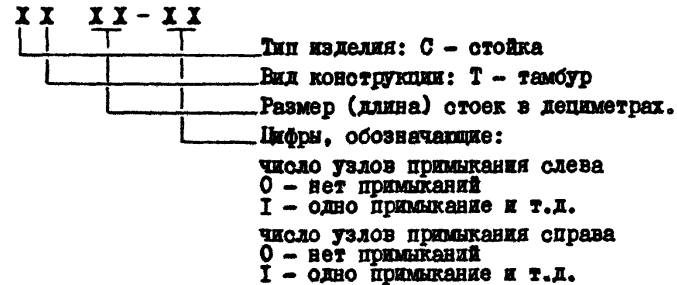 Х Х Х Х - Х Х
Тип изделия: С - стойка
Вид конструкции: Т - тамбур
Размер (длина) стоек в дециметрах.
Цифры, обозначающие:
число узлов примыкания слева
0 - нет примыканий
I - одно примыкание и т.д.
число узлов примыкания справа
0 - нет примыканий
I - одно примыкание и т.д.